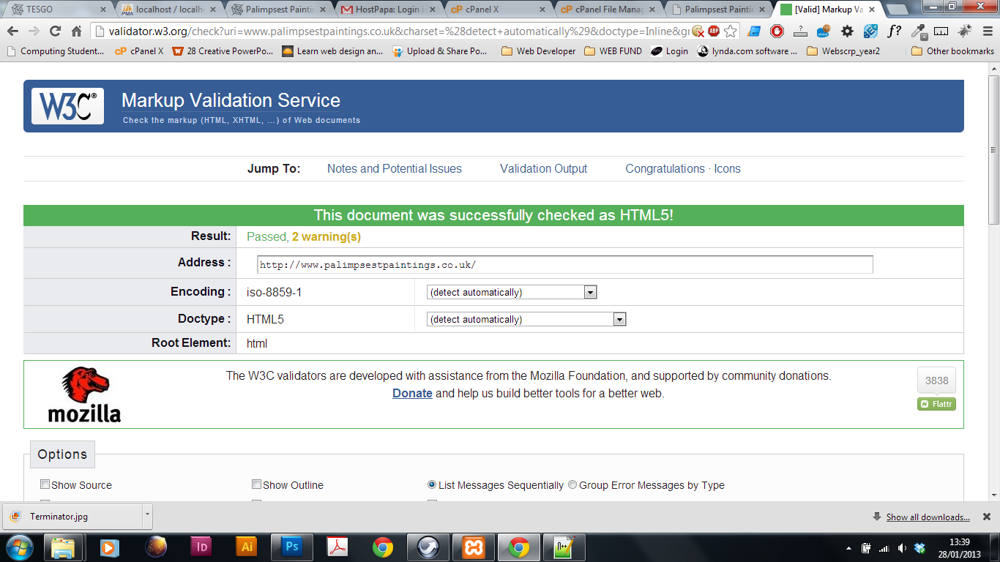 TESGO
localhost / localh
Palimpsest Paintin
HostPapa: Login i
cPanel X
cPanel File Manag
Palimpsest Paintin
[Valid] Markup Va
validator.w3.org/check?uri=www.palimpsestpaintings.co.uk&charset=%28detect+automatically%29&doctype=Inline&gr
Computing Student...
cPanel X
28 Creative PowerPo...
Learn web design an...
Upload & Share Po...
Web Developer
WEB FUND
Login
lynda.com software ...
Webscrp_year2
Other bookmarks
W3C®
Markup Validation Service
Check the markup (HTML, XHTML, …) of Web documents
Jump To: Notes and Potential Issues Validation Output Congratulations · Icons
This document was successfully checked as HTML5!
Result: Passed, 2 warning(s)
Address : http://www.palimpsestpaintings.co.uk/
Encoding : iso-8859-1 (detect automatically)
Doctype : HTML5 (detect automatically)
Root Element: html
mozilla
The W3C validators are developed with assistance from the Mozilla Foundation, and supported by community donations.
Donate and help us build better tools for a better web.
3838
Flattr
Options
Show Source Show Outline List Messages Sequentially Group Error Messages by Type
Terminator.jpg
Show all downloads...
Id
Ai
Ps
13:39
28/01/2013